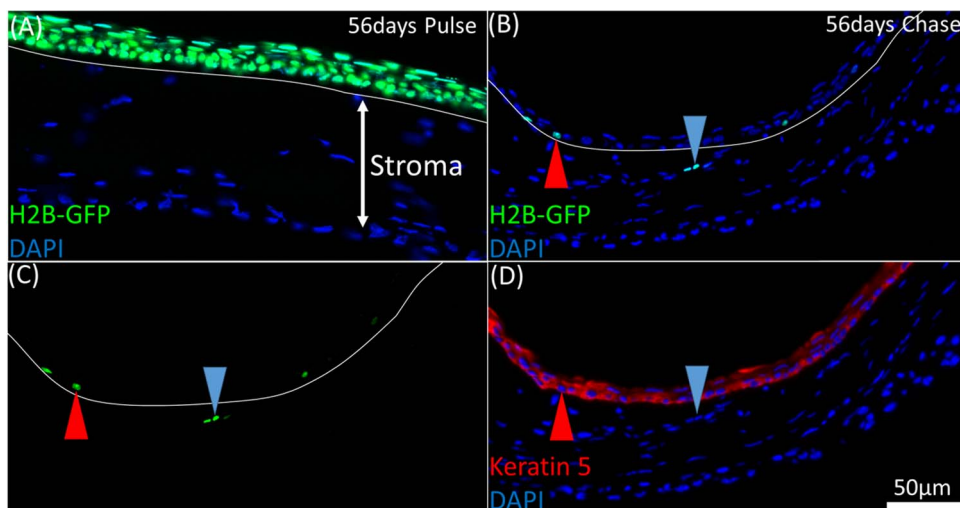 (A)
56days Pulse
Stroma
H2B-GFP
DAPI
(B)
56days Chase
H2B-GFP
DAPI
(C)
(D)
Keratin 5
DAPI
50μm